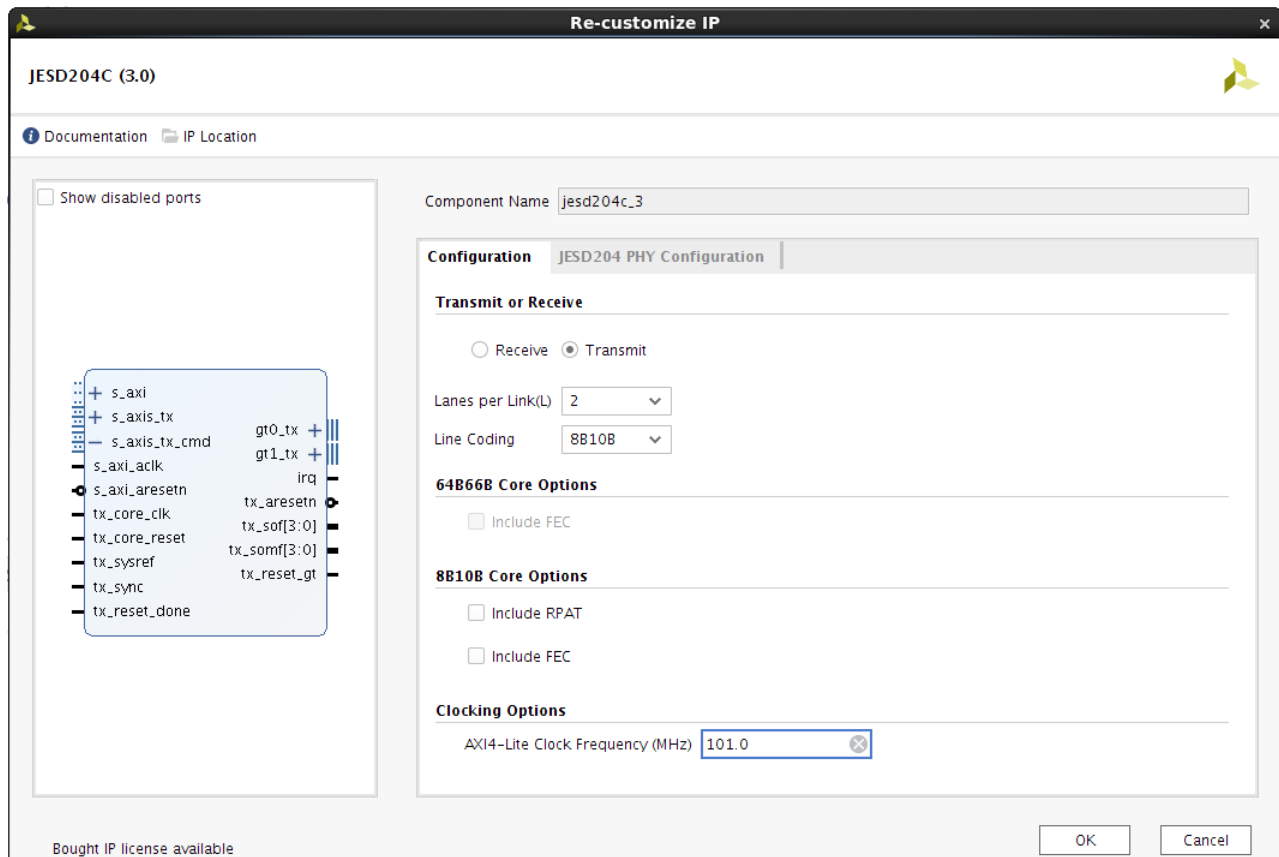 Re-customize IP
JESD204C (3.0)
Documentation IP Location
Show disabled ports
s_axi
s_axis_tx
s_axis_tx_cmd
s_axi_aclk
s_axi_aresetn
tx_core_clk
tx_core_reset
tx_sysref
tx_sync
tx_reset_done
gt0_tx
gt1_tx
irq
tx_aresetn
tx_sof[3:0]
tx_somf[3:0]
tx_reset_gt
Bought IP license available
Component Name jesd204c_3
Configuration JESD204 PHY Configuration
Transmit or Receive
Receive Transmit
Lanes per Link(L) 2
Line Coding 8B10B
64B66B Core Options
Include FEC
8B10B Core Options
Include RPAT
Include FEC
Clocking Options
AXI4-Lite Clock Frequency (MHz) 101.0
OK Cancel